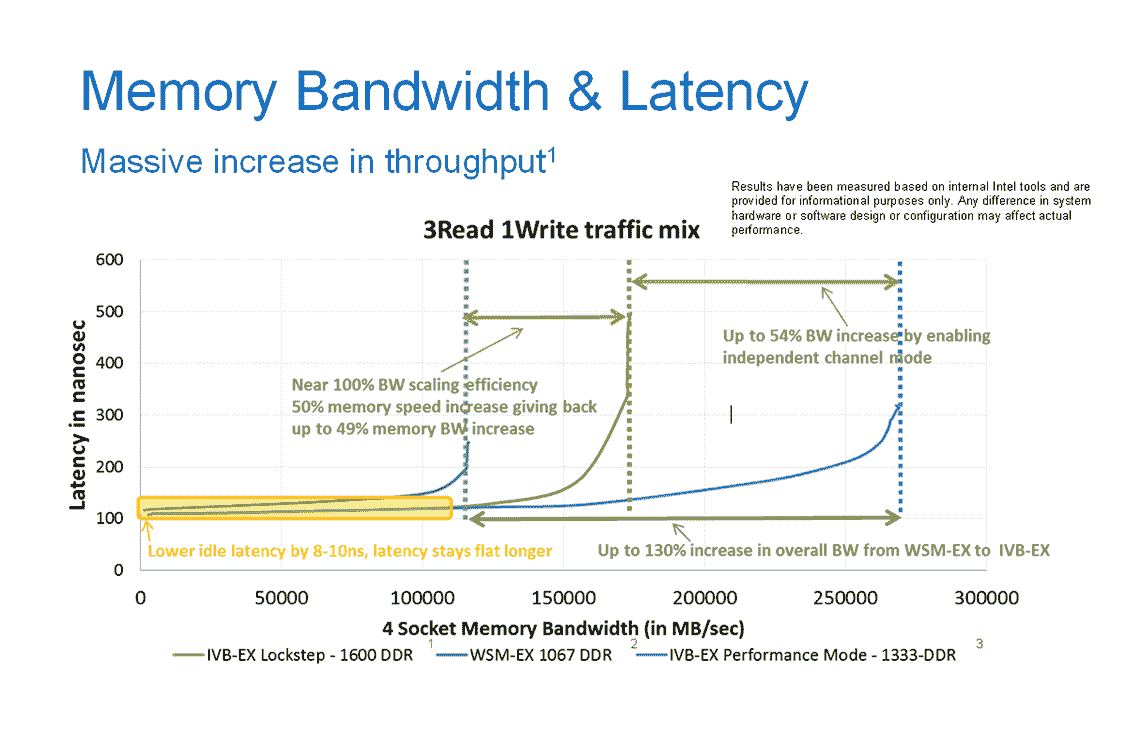 Memory Bandwidth & Latency
Massive increase in throughput1
Results have been measured based on internal Intel tools and are
provided for informational purposes only. Any difference in system
hardware or software design or configuration may affect actual
performance.
3Read 1Write traffic mix
600
500
400
300
200
100
0
Latency in nanosec
Up to 54% BW increase by enabling
independent channel mode
Near 100% BW scaling efficiency
50% memory speed increase giving back
up to 49% memory BW increase
Lower idle latency by 8-10ns, latency stays flat longer
Up to 130% increase in overall BW from WSM-EX to IVB-EX
0 50000 100000 150000 200000 250000 300000
4 Socket Memory Bandwidth (in MB/sec)
IVB-EX Lockstep - 1600 DDR 1 WSM-EX 1067 DDR 2 IVB-EX Performance Mode - 1333-DDR 3